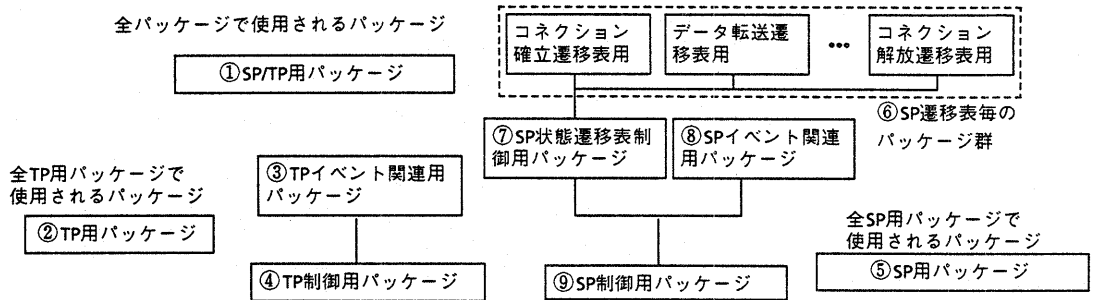 全パッケージで使用されるパッケージ
①SP/TP用パッケージ
コネクション
確立遷移表用
データ転送遷
移表用
•••
コネクション
解放遷移表用
⑥SP遷移表毎の
パッケージ群
⑦SP状態遷移表制
御用パッケージ
⑧SPイベント関連
用パッケージ
全TP用パッケージで
使用されるパッケージ
②TP用パッケージ
③TPイベント関連用
パッケージ
④TP制御用パッケージ
⑨SP制御用パッケージ
全SP用パッケージで
使用されるパッケージ
⑤SP用パッケージ